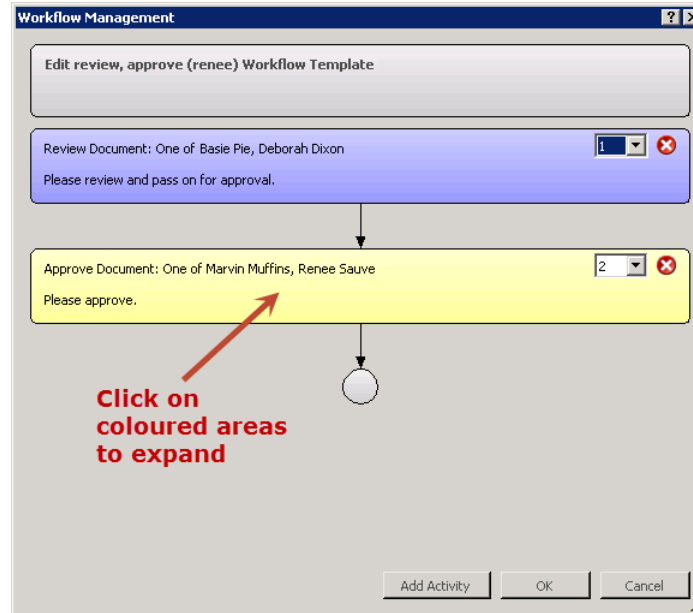 Workflow Management
Edit review, approve (renee) Workflow Template
Review Document: One of Basie Pie, Deborah Dixon
1
Please review and pass on for approval.
Approve Document: One of Marvin Muffins, Renee Sauve
2
Please approve.
Click on
coloured areas
to expand
Add Activity
OK
Cancel